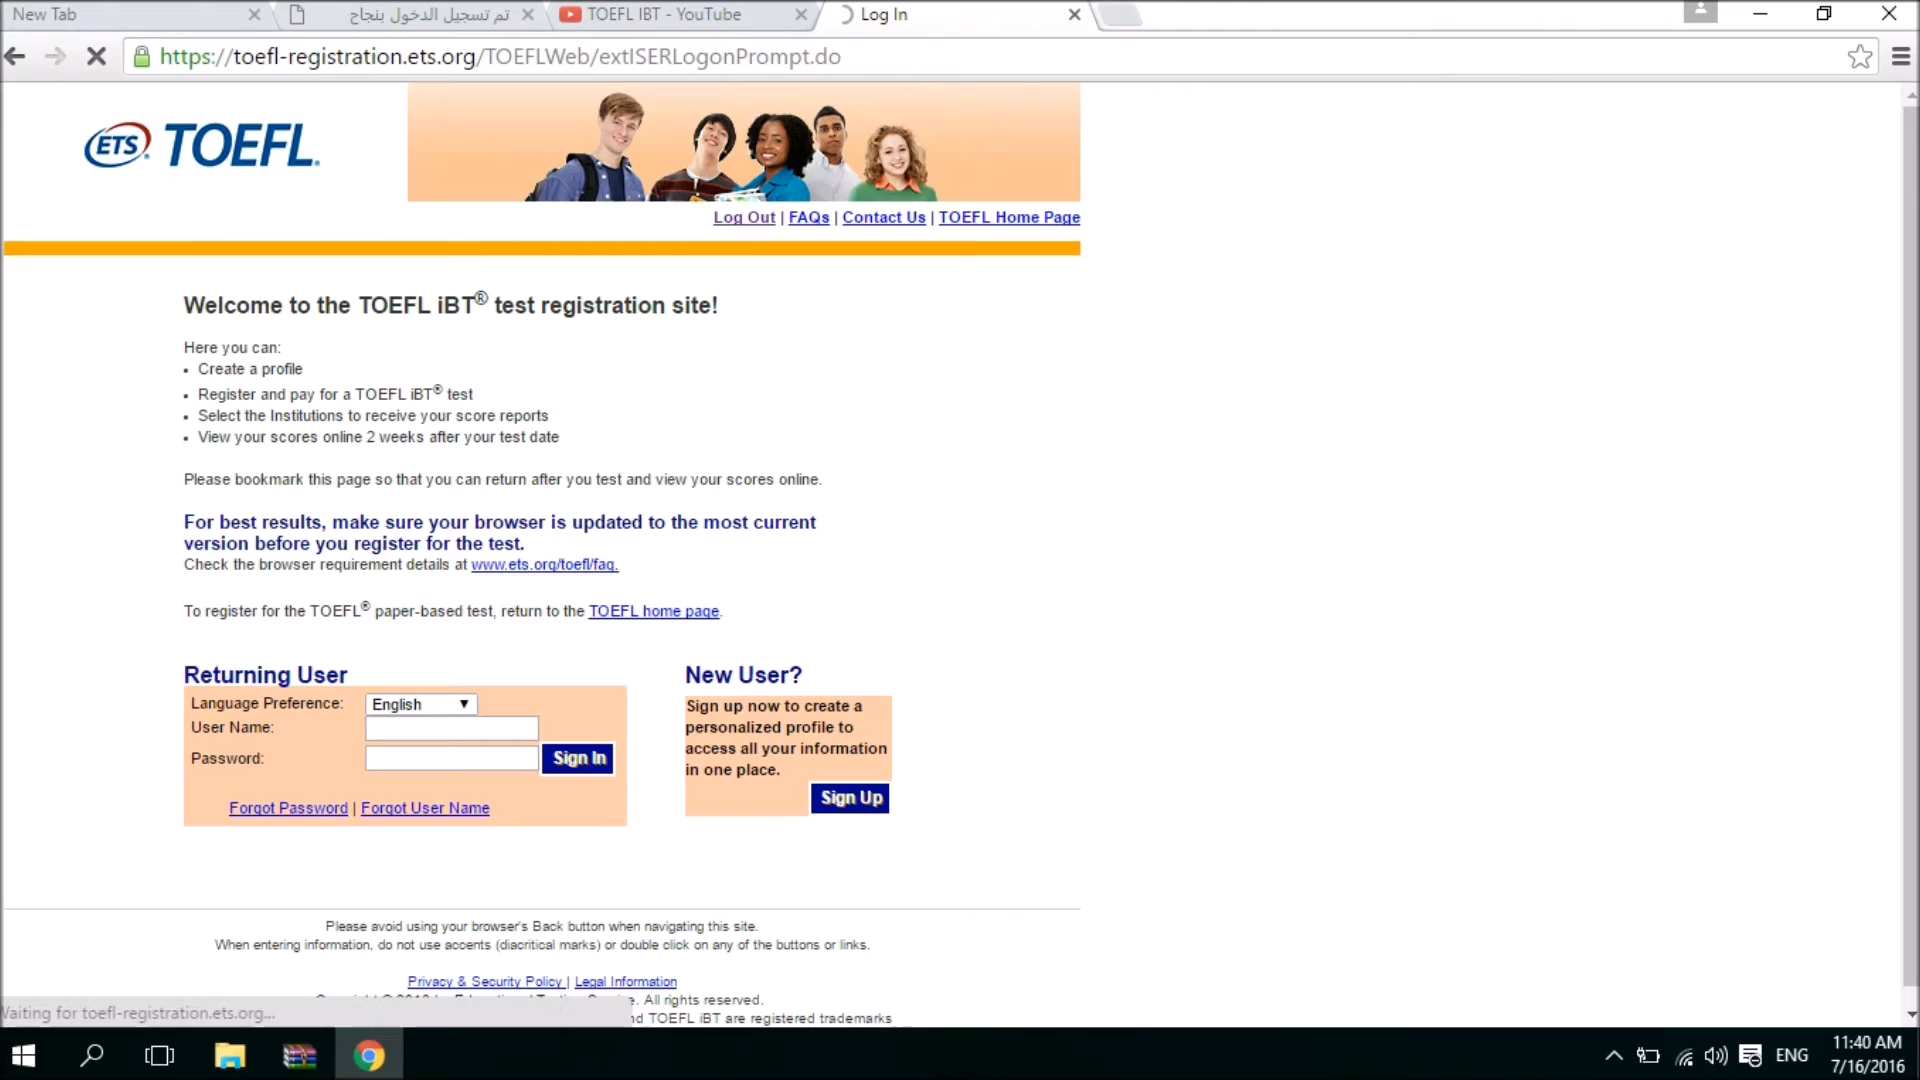 New Tab
تم تسجيل الدخول بنجاح
TOEFL IBT - YouTube
Log In
https://toefl-registration.ets.org/TOEFLWeb/extISERLogonPrompt.do
ETS TOEFL.
Log Out | FAQs | Contact Us | TOEFL Home Page
Welcome to the TOEFL iBT® test registration site!
Here you can:
• Create a profile
• Register and pay for a TOEFL iBT® test
• Select the Institutions to receive your score reports
• View your scores online 2 weeks after your test date
Please bookmark this page so that you can return after you test and view your scores online.
For best results, make sure your browser is updated to the most current
version before you register for the test.
Check the browser requirement details at www.ets.org/toefl/faq.
To register for the TOEFL® paper-based test, return to the TOEFL home page.
Returning User
Language Preference: English
User Name:
Password: Sign In
Forgot Password | Forgot User Name
New User?
Sign up now to create a
personalized profile to
access all your information
in one place.
Sign Up
Please avoid using your browser's Back button when navigating this site.
When entering information, do not use accents (diacritical marks) or double click on any of the buttons or links.
Privacy & Security Policy | Legal Information
All rights reserved.
TOEFL iBT are registered trademarks
Waiting for toefl-registration.ets.org...
ENG
11:40 AM
7/16/2016